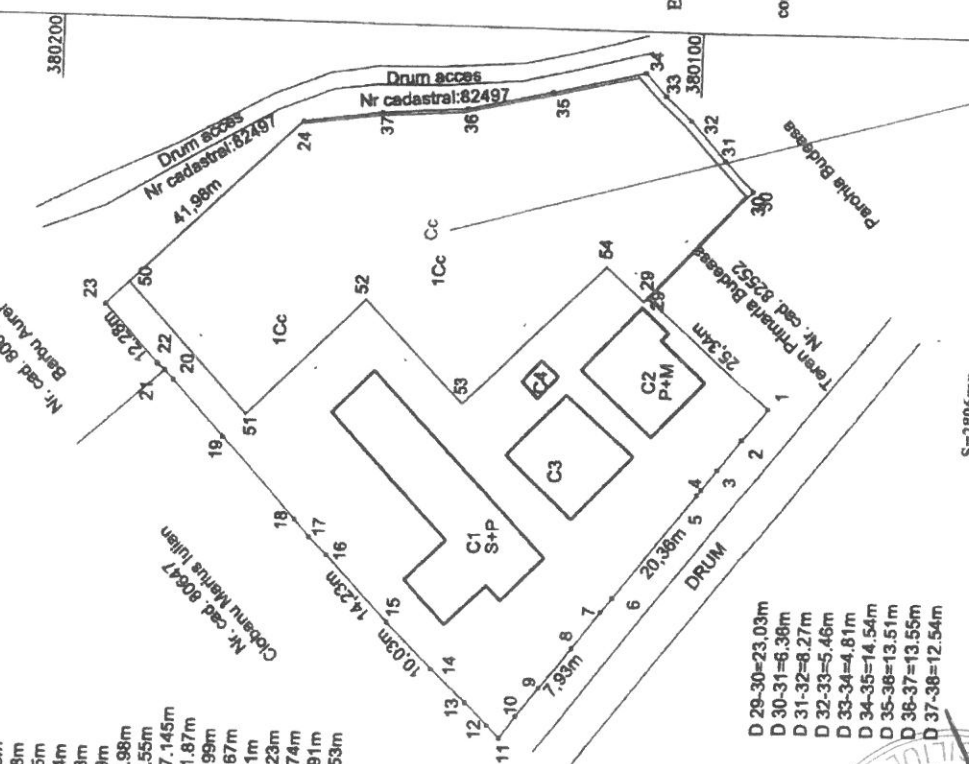 380200
Drum acces
Nr cadastral:82497
Drum acces
Nr cadastral:82497
41,98m
24
37
36
35
34
33
380100
32
31
30
30
Parohia Budeasa
23
50
12,28m
22
20
21
Barbu Aurel
1Cc
52
Cc
1Cc
54
51
53
19
29
29
Teren Primaria Budeasa
Nr. cad. 82552
25,34m
CA
C2
P+M
C3
1
2
3
4
5
18
17
16
C1
S+P
Nr. cad. 80647
Ciobanu Marius Iulian
14,23m
15
10,03m
14
13
12
11
10
9
7,93m
8
7
6
20,36m
DRUM
D 29-30=23,03m
D 30-31=6.36m
D 31-32=8.27m
D 32-33=5.46m
D 33-34=4.81m
D 34-35=14.54m
D 35-36=13.51m
D 36-37=13.55m
D 37-38=12.54m